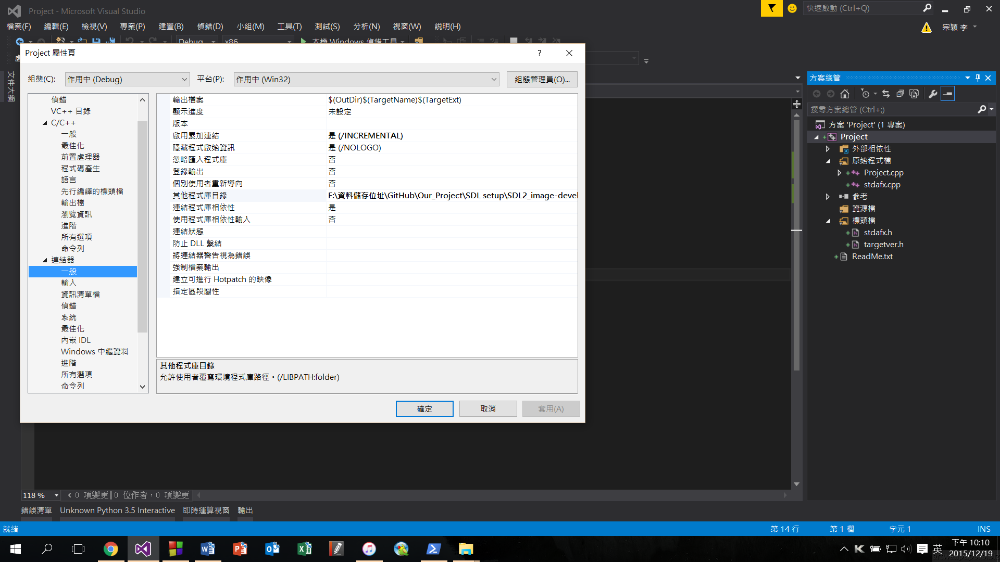 Project - Microsoft Visual Studio
快速啟動 (Ctrl+Q)
檔案(F) 編輯(E) 檢視(V) 專案(P) 建置(B) 偵錯(D) 小組(M) 工具(T) 測試(S) 分析(N) 視窗(W) 說明(H)
宗穎 李
Debug x86 本機 Windows 偵錯工具
Project 屬性頁
?
組態(C): 作用中 (Debug) 平台(P): 作用中 (Win32) 組態管理員(O)...
文件大綱
偵錯
VC++ 目錄
C/C++
一般
最佳化
前置處理器
程式碼產生
語言
先行編譯的標頭檔
輸出檔
瀏覽資訊
進階
所有選項
命令列
連結器
一般
輸入
資訊清單檔
偵錯
系統
最佳化
內嵌 IDL
Windows 中繼資料
進階
所有選項
命令列
輸出檔案 $(OutDir)$(TargetName)$(TargetExt)
顯示進度 未設定
版本
啟用累加連結 是 (/INCREMENTAL)
隱藏程式啟始資訊 是 (/NOLOGO)
忽略匯入程式庫 否
登錄輸出 否
個別使用者重新導向 否
其他程式庫目錄 F:\資料儲存位址\GitHub\Our_Project\SDL setup\SDL2_image-devel
連結程式庫相依性 是
使用程式庫相依性輸入 否
連結狀態
防止 DLL 繫結
將連結器警告視為錯誤
強制檔案輸出
建立可進行 Hotpatch 的映像
指定區段屬性
其他程式庫目錄
允許使用者覆寫環境程式庫路徑。(/LIBPATH:folder)
確定 取消 套用(A)
方案總管
搜尋方案總管 (Ctrl+;)
方案 'Project' (1 專案)
Project
外部相依性
原始程式檔
Project.cpp
stdafx.cpp
參考
資源檔
標頭檔
stdafx.h
targetver.h
ReadMe.txt
118 % 0 項變更 | 0 位作者，0 項變更
錯誤清單 Unknown Python 3.5 Interactive 即時運算視窗 輸出
就緒 第 14 行 第 1 欄 字元 1 INS
英 下午 10:10
2015/12/19